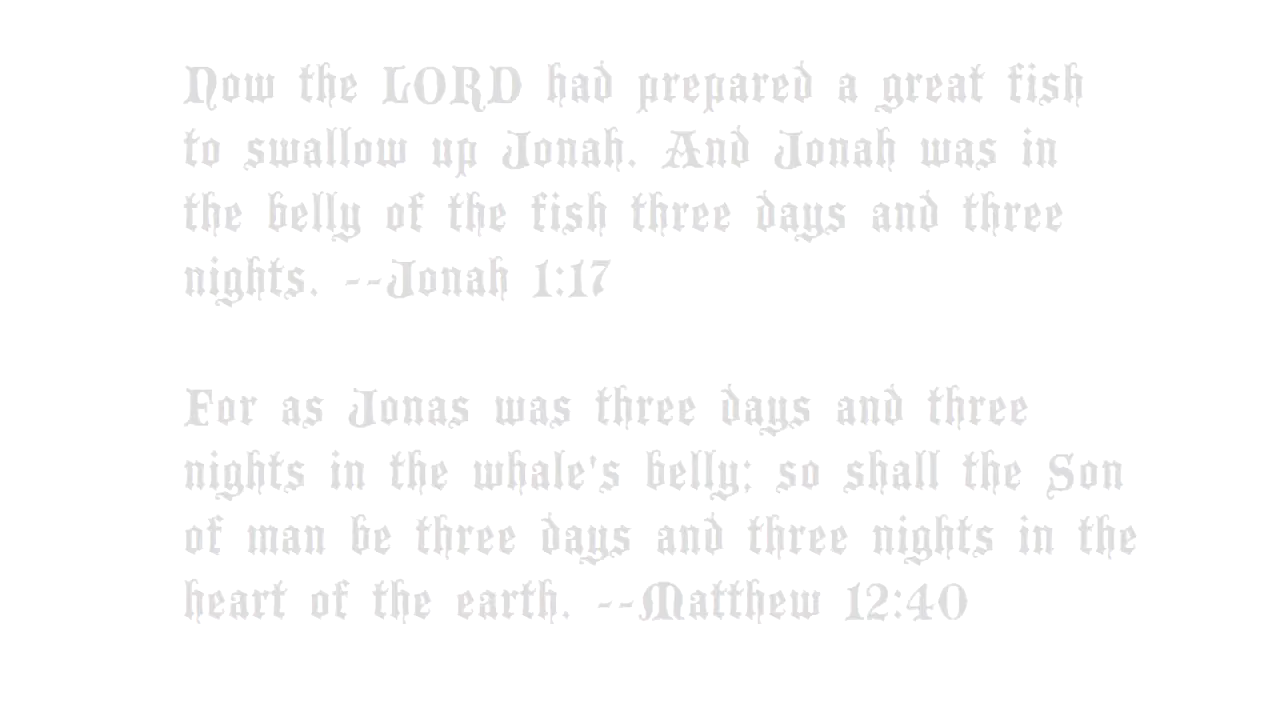 Now the LORD had prepared a great fish
to swallow up Jonah. And Jonah was in
the belly of the fish three days and three
nights. --Jonah 1:17
For as Jonas was three days and three
nights in the whale's belly; so shall the Son
of man be three days and three nights in the
heart of the earth. --Matthew 12:40